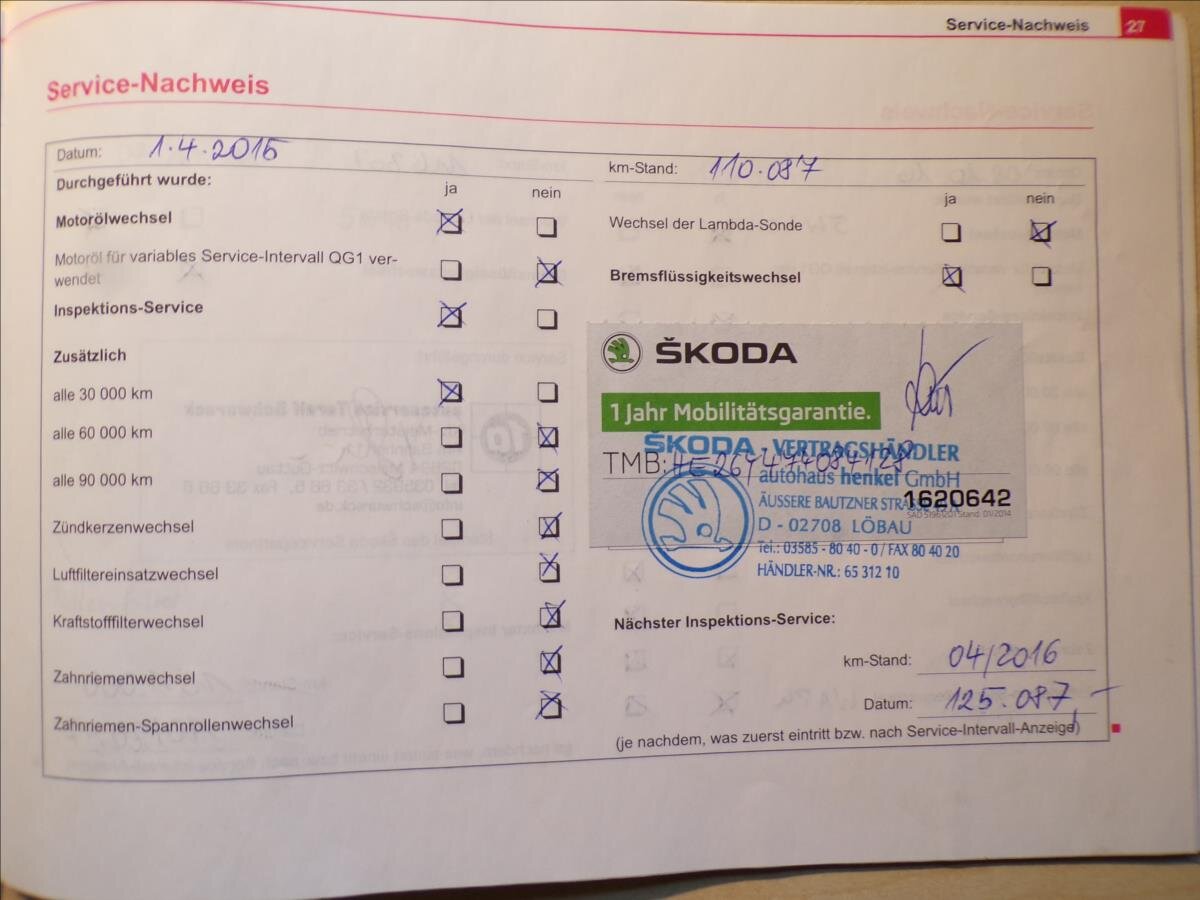 Service-Nachweis 27
Service-Nachweis
Datum: 1.4.2015
Durchgeführt wurde:
ja nein
Motorölwechsel
Motoröl für variables Service-Intervall QG1 ver-
wendet
Inspektions-Service
Zusätzlich
alle 30 000 km
alle 60 000 km
alle 90 000 km
Zündkerzenwechsel
Luftfiltereinsatzwechsel
Kraftstofffilterwechsel
Zahnriemenwechsel
Zahnriemen-Spannrollenwechsel
km-Stand: 110.087
ja nein
Wechsel der Lambda-Sonde
Bremsflüssigkeitswechsel
ŠKODA
1 Jahr Mobilitätsgarantie.
ŠKODA - VERTRAGSHÄNDLER
TMB:
autohaus henkel GmbH
ÄUSSERE BAUTZNER
1620642
D - 02708 LÖBAU
Tel.: 03585 - 80 40 - 0 / FAX 80 40 20
HÄNDLER-NR.: 65 312 10
Nächster Inspektions-Service:
km-Stand: 04/2016
Datum: 125.087,-
(je nachdem, was zuerst eintritt bzw. nach Service-Intervall-Anzeige)